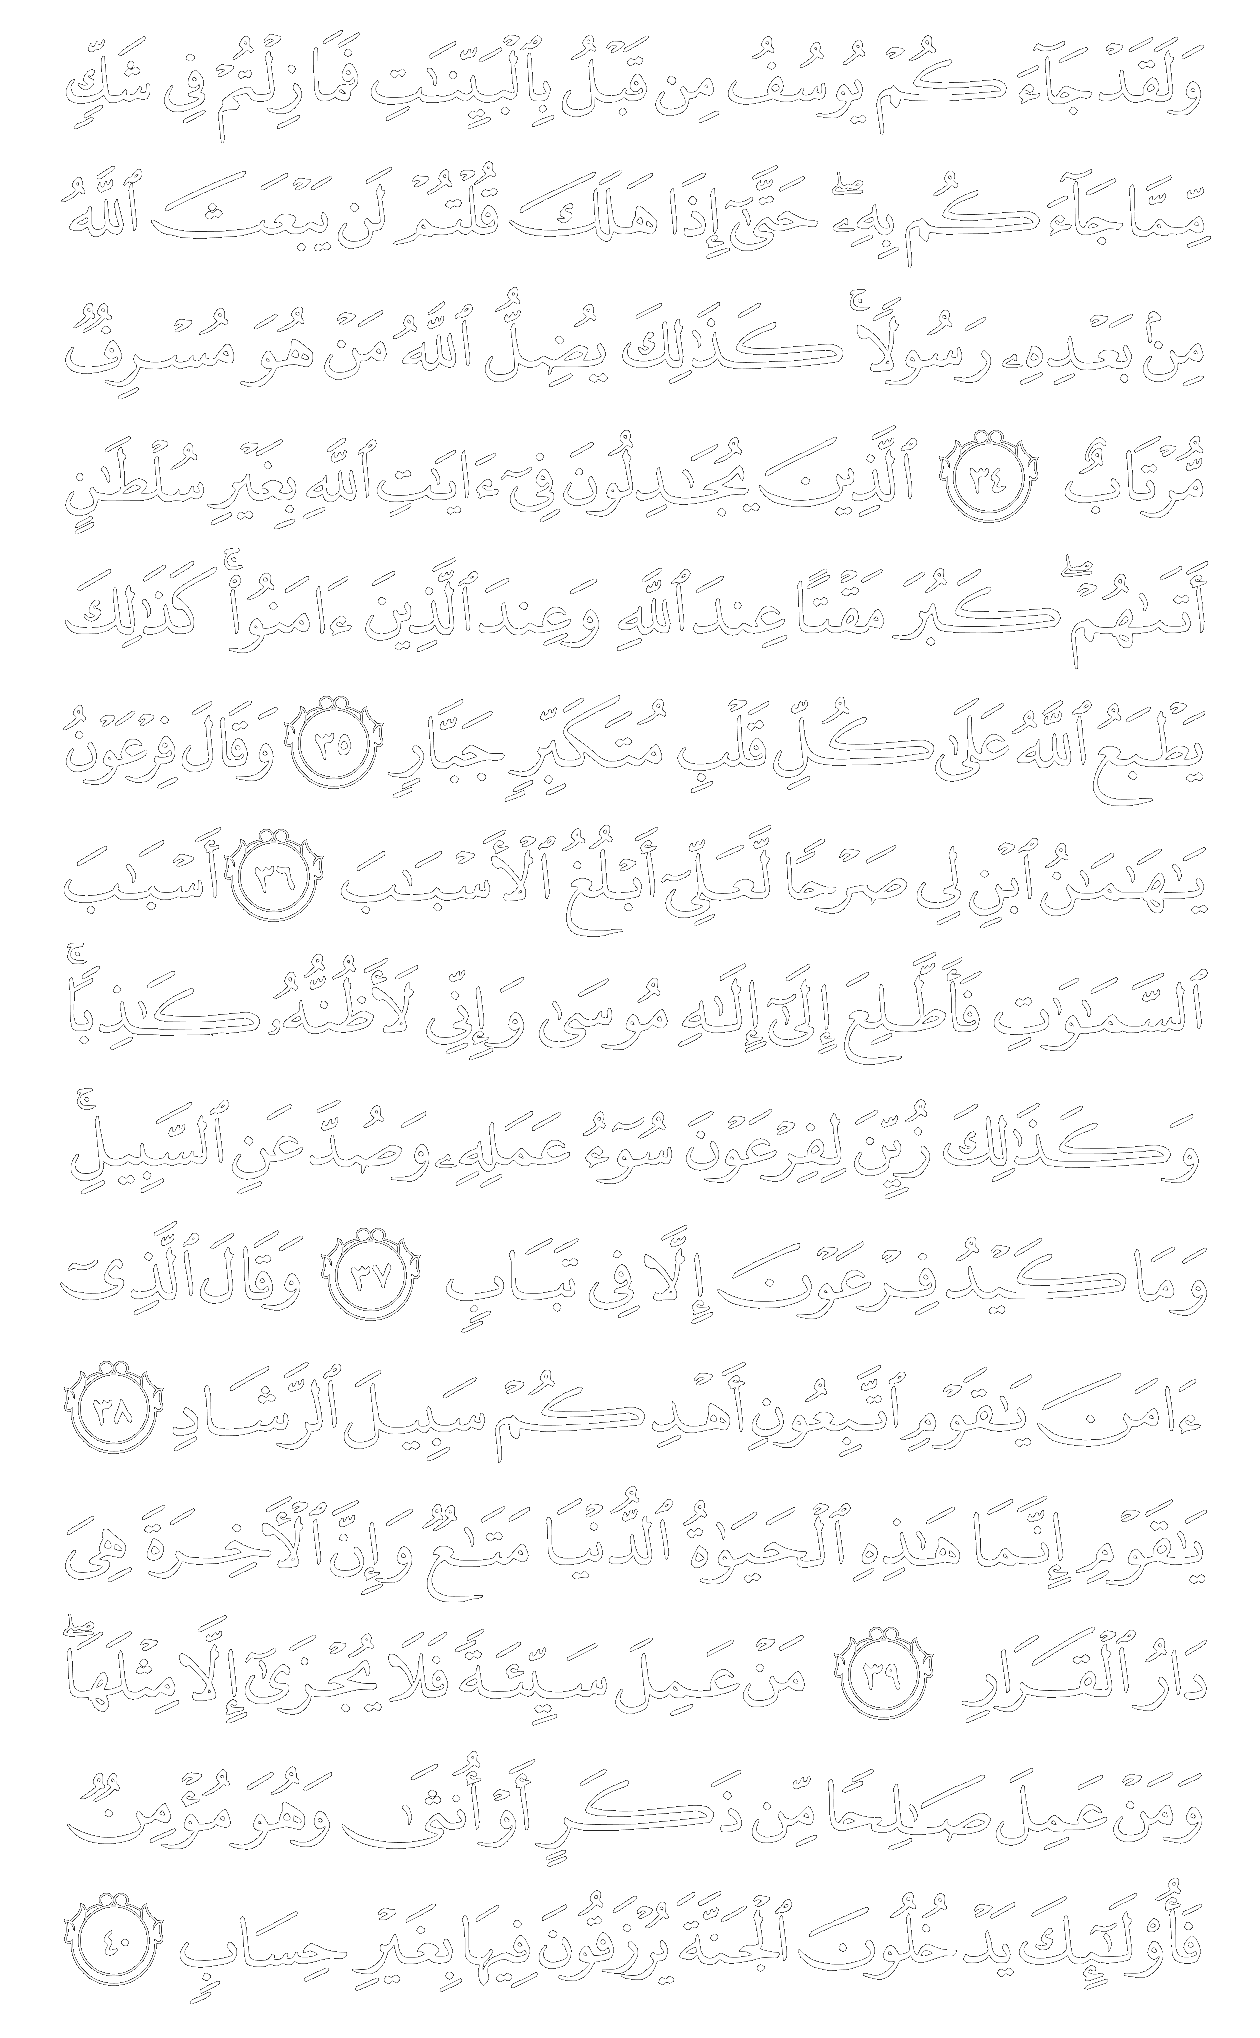 وَلَقَدْ جَآءَكُمْ يُوسُفُ مِن قَبْلُ بِٱلْبَيِّنَٰتِ فَمَا زِلْتُمْ فِي شَكٍّ
مِّمَّا جَآءَكُم بِهِۦۖ حَتَّىٰٓ إِذَا هَلَكَ قُلْتُمْ لَن يَبْعَثَ ٱللَّهُ
مِنۢ بَعْدِهِۦ رَسُولًاۚ كَذَٰلِكَ يُضِلُّ ٱللَّهُ مَنْ هُوَ مُسْرِفٌ
مُّرْتَابٌ ٣٤ ٱلَّذِينَ يُجَٰدِلُونَ فِىٓ ءَايَٰتِ ٱللَّهِ بِغَيْرِ سُلْطَٰنٍ
أَتَىٰهُمْۖ كَبُرَ مَقْتًا عِندَ ٱللَّهِ وَعِندَ ٱلَّذِينَ ءَامَنُوا۟ۚ كَذَٰلِكَ
يَطْبَعُ ٱللَّهُ عَلَىٰ كُلِّ قَلْبِ مُتَكَبِّرٍ جَبَّارٍ ٣٥ وَقَالَ فِرْعَوْنُ
يَٰهَٰمَٰنُ ٱبْنِ لِي صَرْحًا لَّعَلِّىٓ أَبْلُغُ ٱلْأَسْبَٰبَ ٣٦ أَسْبَٰبَ
ٱلسَّمَٰوَٰتِ فَأَطَّلِعَ إِلَىٰٓ إِلَٰهِ مُوسَىٰ وَإِنِّي لَأَظُنُّهُۥ كَٰذِبًاۚ
وَكَذَٰلِكَ زُيِّنَ لِفِرْعَوْنَ سُوٓءُ عَمَلِهِۦ وَصُدَّ عَنِ ٱلسَّبِيلِۚ
وَمَا كَيْدُ فِرْعَوْنَ إِلَّا فِي تَبَابٍ ٣٧ وَقَالَ ٱلَّذِىٓ
ءَامَنَ يَٰقَوْمِ ٱتَّبِعُونِ أَهْدِكُمْ سَبِيلَ ٱلرَّشَادِ ٣٨
يَٰقَوْمِ إِنَّمَا هَٰذِهِ ٱلْحَيَوٰةُ ٱلدُّنْيَا مَتَٰعٌ وَإِنَّ ٱلْأَخِرَةَ هِىَ
دَارُ ٱلْقَرَارِ ٣٩ مَنْ عَمِلَ سَيِّئَةً فَلَا يُجْزَىٰٓ إِلَّا مِثْلَهَاۖ
وَمَنْ عَمِلَ صَٰلِحًا مِّن ذَكَرٍ أَوْ أُنثَىٰ وَهُوَ مُؤْمِنٌ
فَأُو۟لَٰٓئِكَ يَدْخُلُونَ ٱلْجَنَّةَ يُرْزَقُونَ فِيهَا بِغَيْرِ حِسَابٍ ٤٠